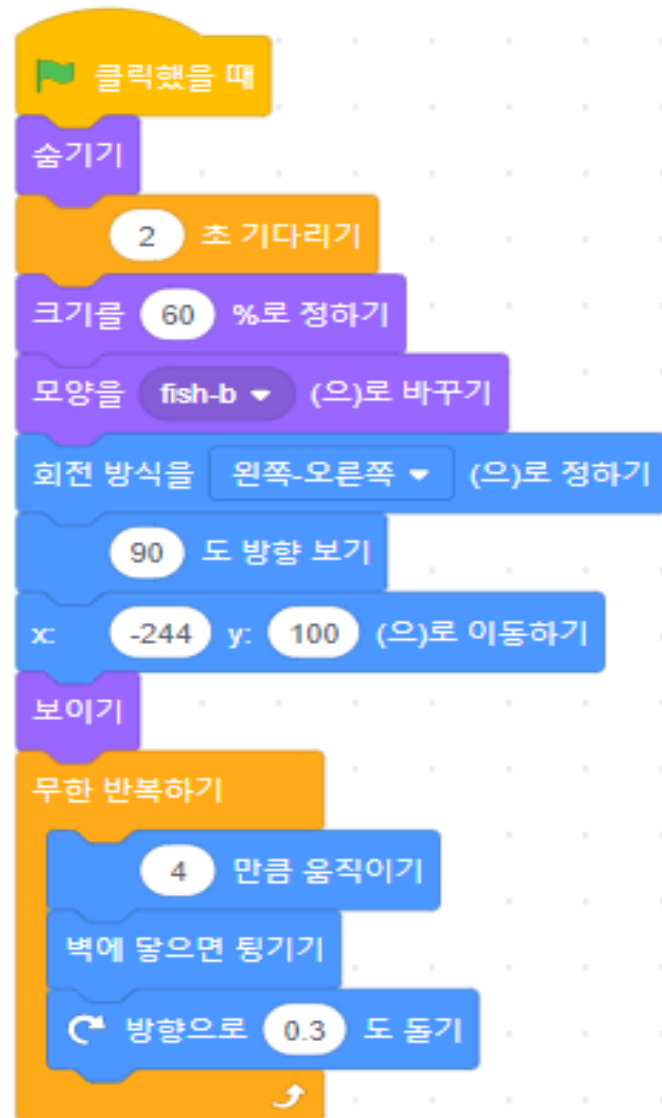 클릭했을 때
숨기기
2 초 기다리기
크기를 60 %로 정하기
모양을 fish-b (으)로 바꾸기
회전 방식을 왼쪽-오른쪽 (으)로 정하기
90 도 방향 보기
x: -244 y: 100 (으)로 이동하기
보이기
무한 반복하기
4 만큼 움직이기
벽에 닿으면 튕기기
방향으로 0.3 도 돌기